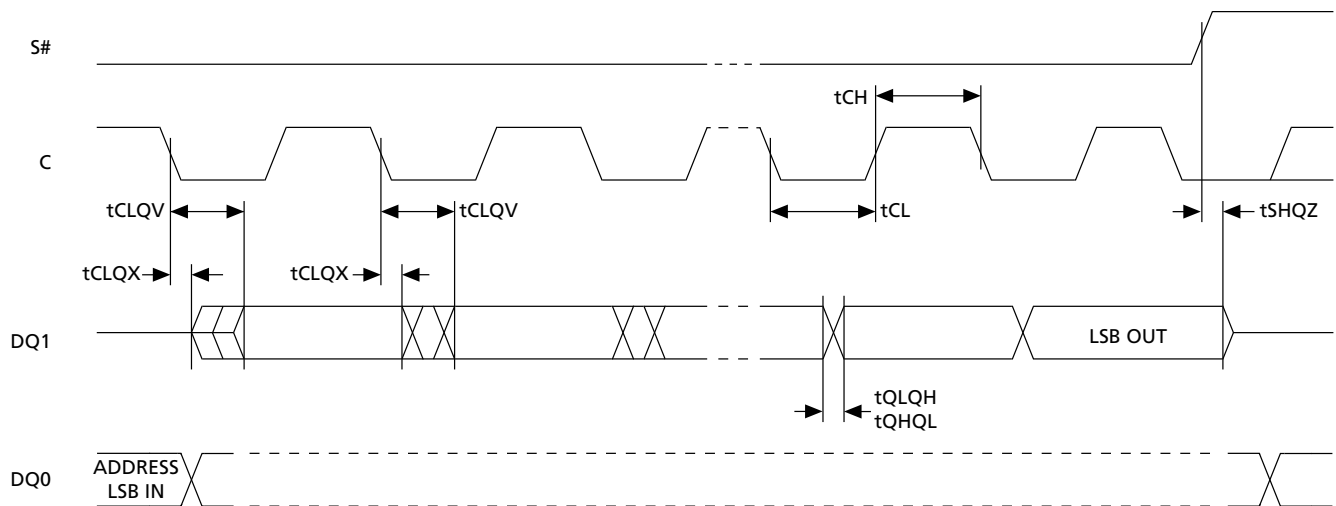 S#
tCH
C
tCLQV
tCLQV
tCL
tSHQZ
tCLQX
tCLQX
DQ1
LSB OUT
tQLQH
tQHQL
DQ0
ADDRESS
LSB IN